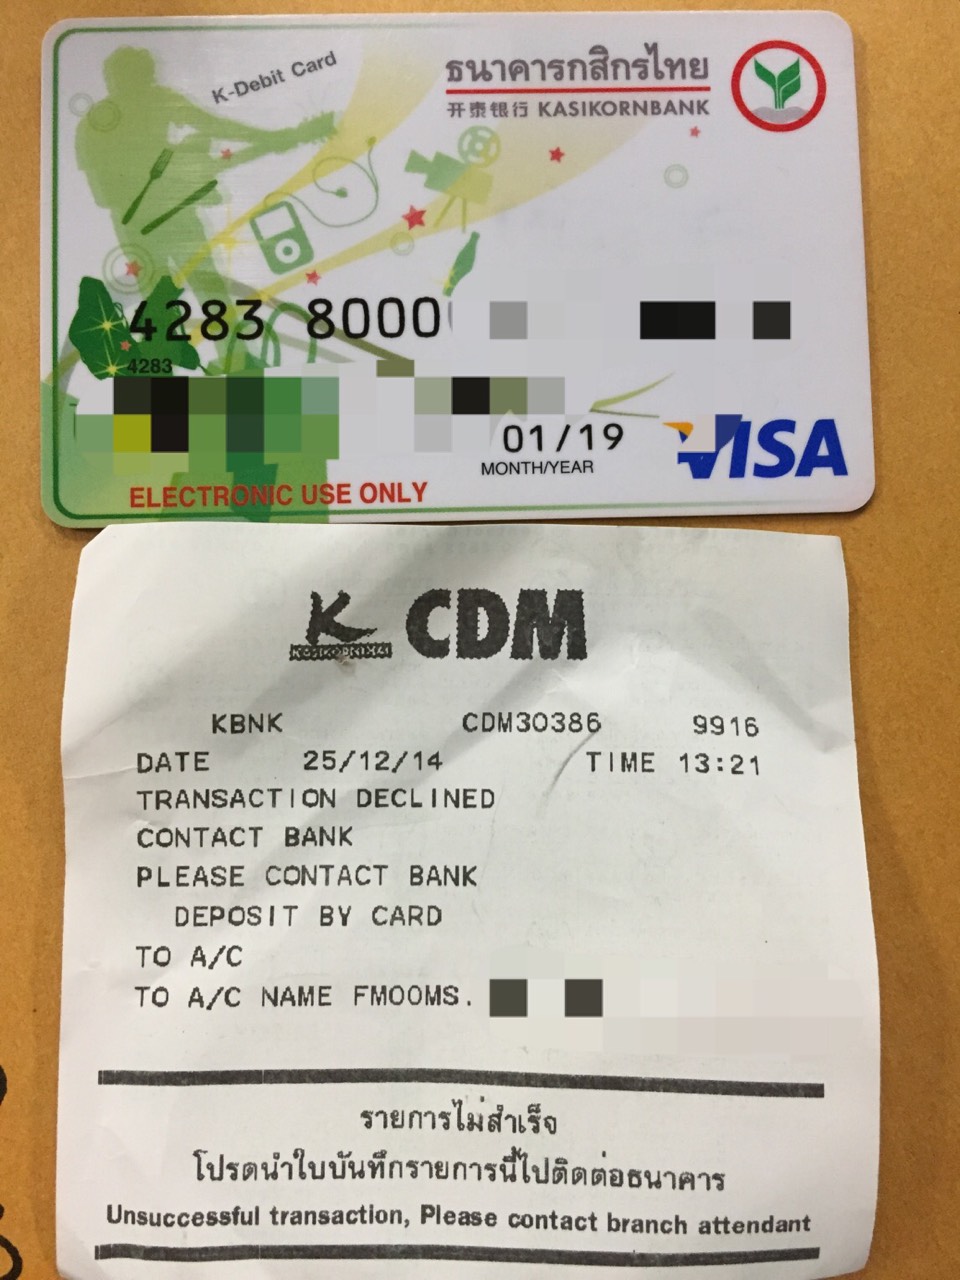 K-Debit Card
ธนาคารกสิกรไทย
开泰银行 KASIKORNBANK
4283 8000
4283
01/19
MONTH/YEAR
VISA
ELECTRONIC USE ONLY
K CDM
KBNK CDM30386 9916
DATE 25/12/14 TIME 13:21
TRANSACTION DECLINED
CONTACT BANK
PLEASE CONTACT BANK
DEPOSIT BY CARD
TO A/C
TO A/C NAME FMOOMS.
รายการไม่สำเร็จ
โปรดนำใบบันทึกรายการนี้ไปติดต่อธนาคาร
Unsuccessful transaction, Please contact branch attendant